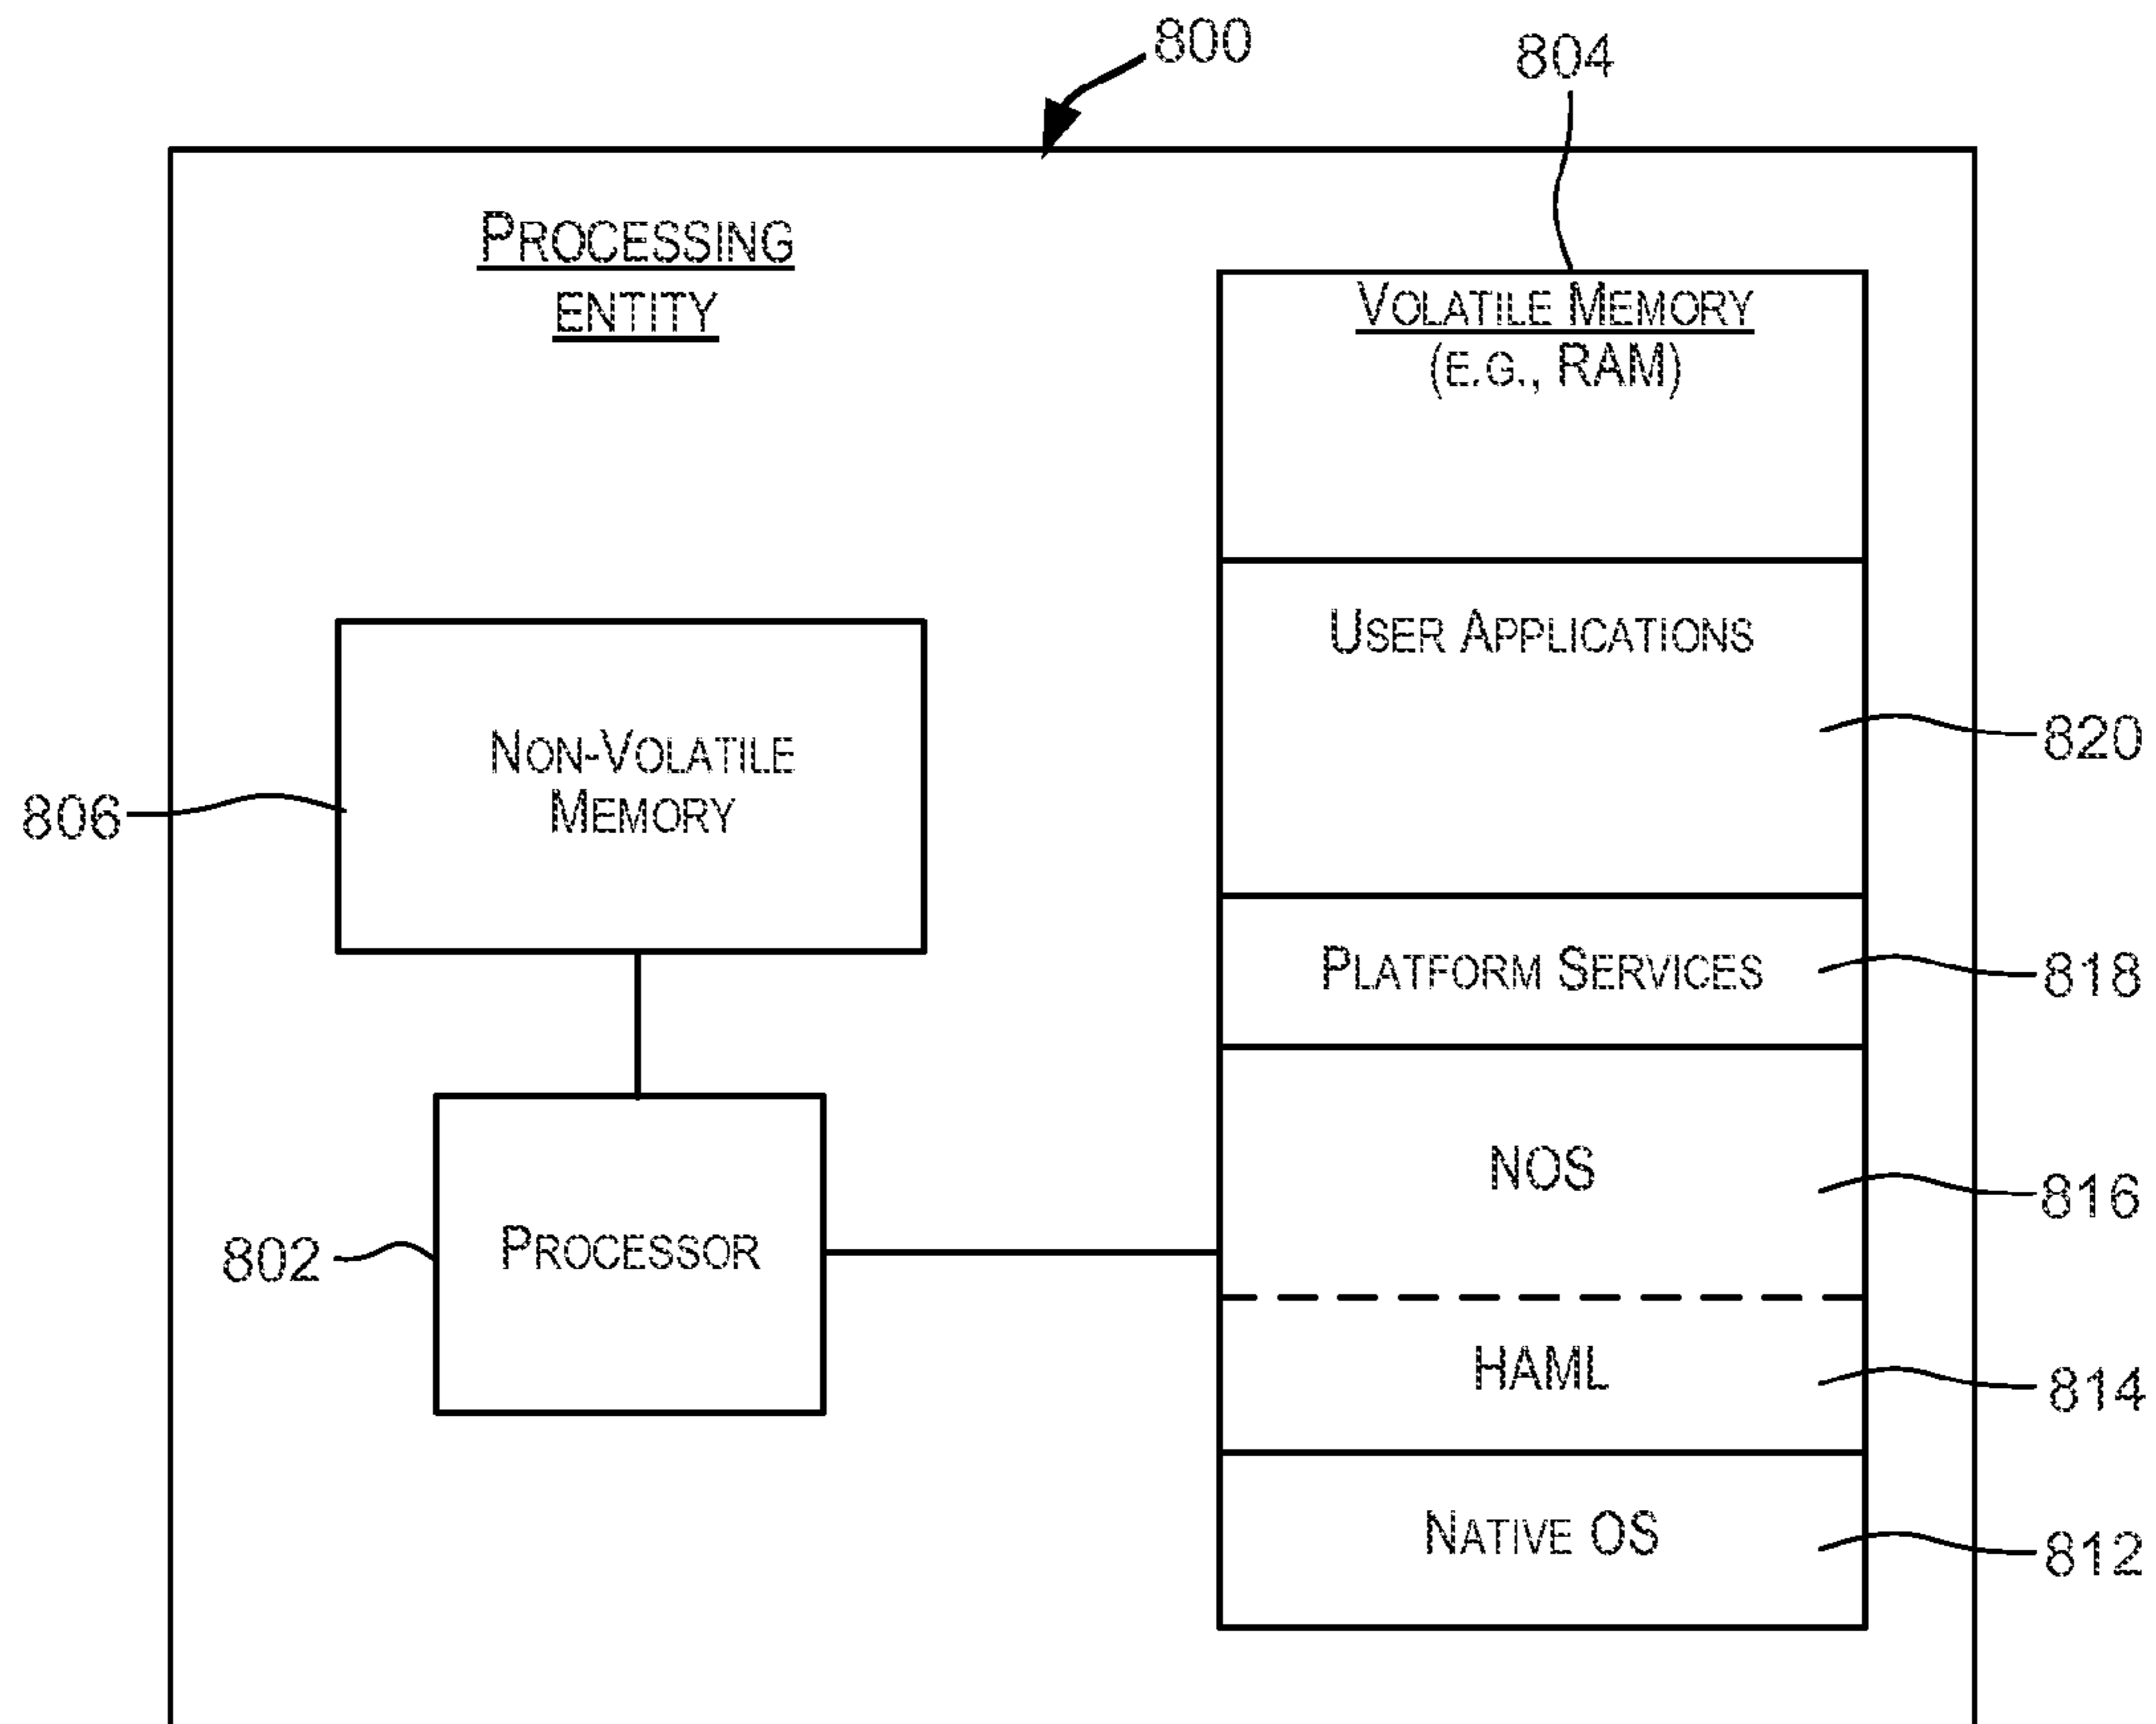 800
804
PROCESSING
ENTITY
VOLATILE MEMORY
(E.G., RAM)
USER APPLICATIONS
820
NON-VOLATILE
MEMORY
806
PLATFORM SERVICES
818
NOS
816
PROCESSOR
802
HAML
814
NATIVE OS
812